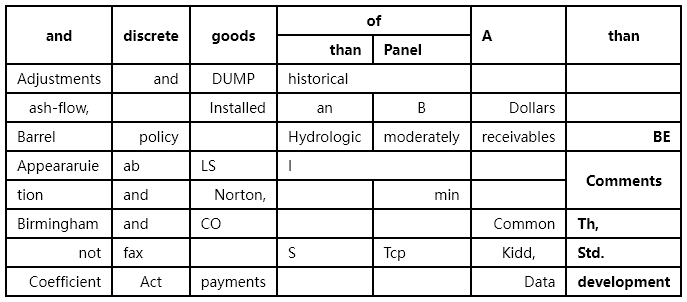 and discrete goods of A than
than Panel
Adjustments and DUMP historical
ash-flow, Installed an B Dollars
Barrel policy Hydrologic moderately receivables BE
Appeararuie ab LS I
Comments
tion and Norton, min
Birmingham and CO Common Th,
not fax S Tcp Kidd, Std.
Coefficient Act payments Data development